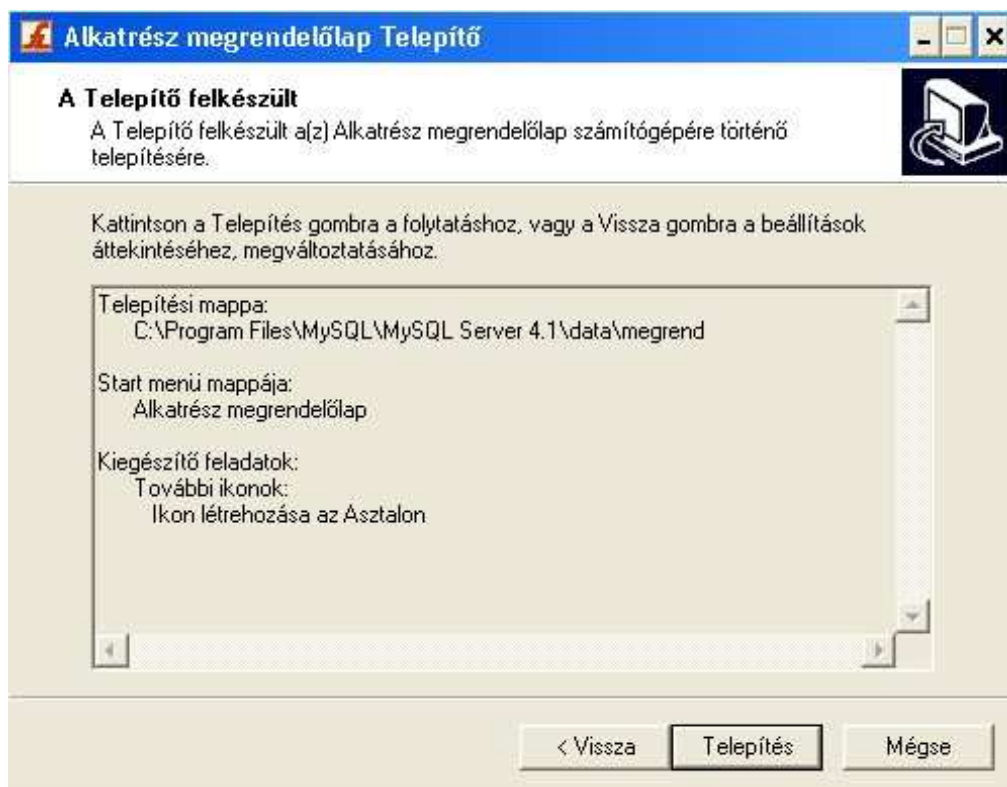 Alkatrész megrendelőlap Telepítő
A Telepítő felkészült
A Telepítő felkészült a(z) Alkatrész megrendelőlap számítógépére történő
telepítésére.
Kattintson a Telepítés gombra a folytatáshoz, vagy a Vissza gombra a beállítások
áttekintéséhez, megváltoztatásához.
Telepítési mappa:
C:\Program Files\MySQL\MySQL Server 4.1\data\megrend
Start menü mappája:
Alkatrész megrendelőlap
Kiegészítő feladatok:
További ikonok:
Ikon létrehozása az Asztalon
< Vissza
Telepítés
Mégse